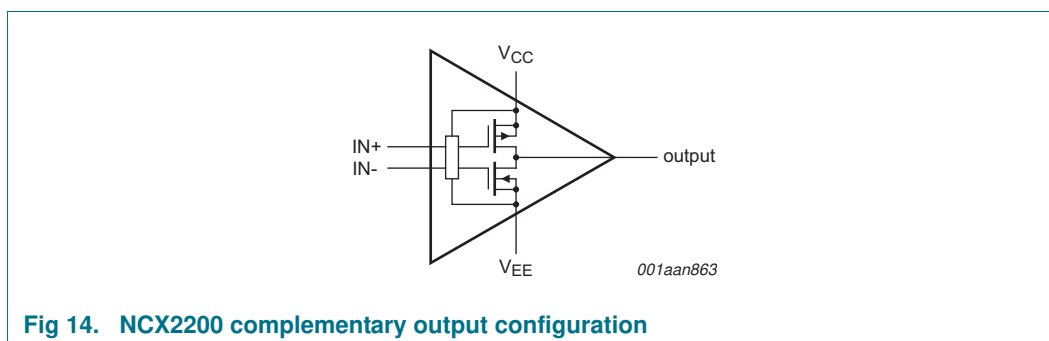 VCC
IN+
IN-
output
VEE
001aan863
Fig 14. NCX2200 complementary output configuration